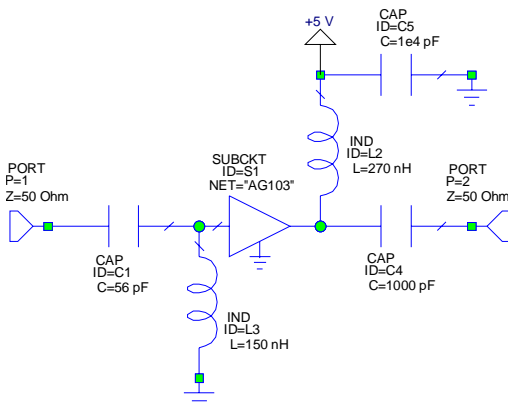 CAP
ID=C5
C=1e4 pF
+5 V
SUBCKT
ID=S1
NET="AG103"
IND
ID=L2
L=270 nH
PORT
P=1
Z=50 Ohm
PORT
P=2
Z=50 Ohm
CAP
ID=C1
C=56 pF
CAP
ID=C4
C=1000 pF
IND
ID=L3
L=150 nH